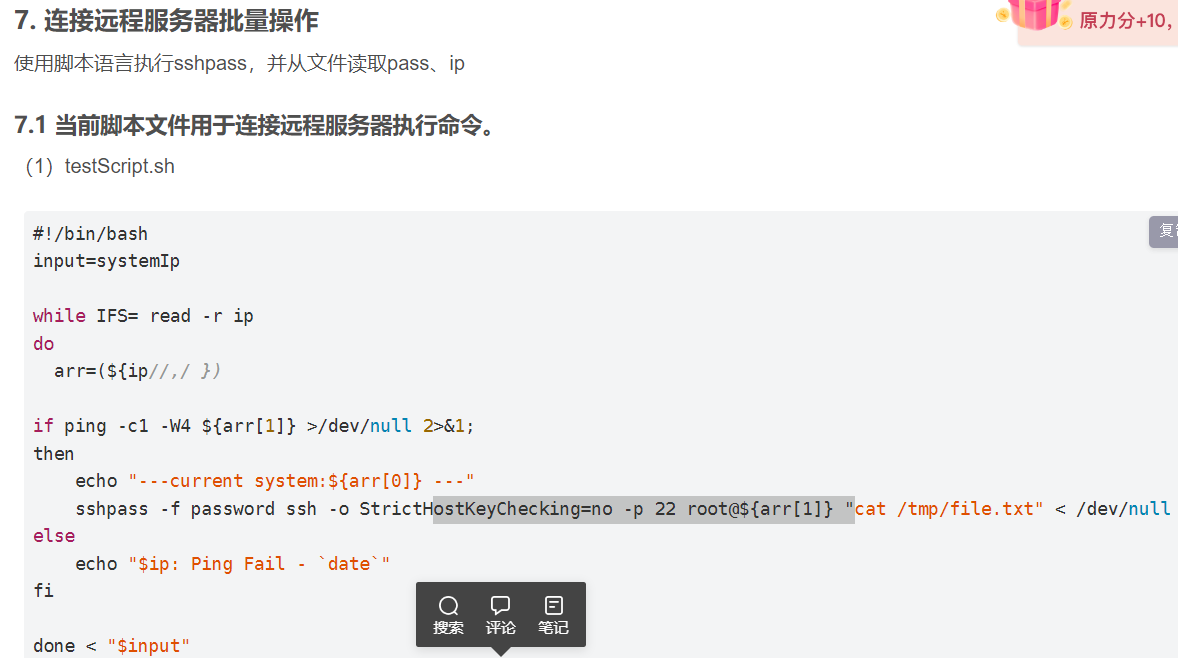 7. 连接远程服务器批量操作
原力分+10,
使用脚本语言执行sshpass，并从文件读取pass、ip
7.1 当前脚本文件用于连接远程服务器执行命令。
（1）testScript.sh
复制
#!/bin/bash
input=systemIp
while IFS= read -r ip
do
  arr=(${ip//,/ })
if ping -c1 -W4 ${arr[1]} >/dev/null 2>&1;
then
    echo "---current system:${arr[0]} ---"
    sshpass -f password ssh -o StrictHostKeyChecking=no -p 22 root@${arr[1]} "cat /tmp/file.txt" < /dev/null
else
    echo "$ip: Ping Fail - `date`"
fi
搜索 评论 笔记
done < "$input"